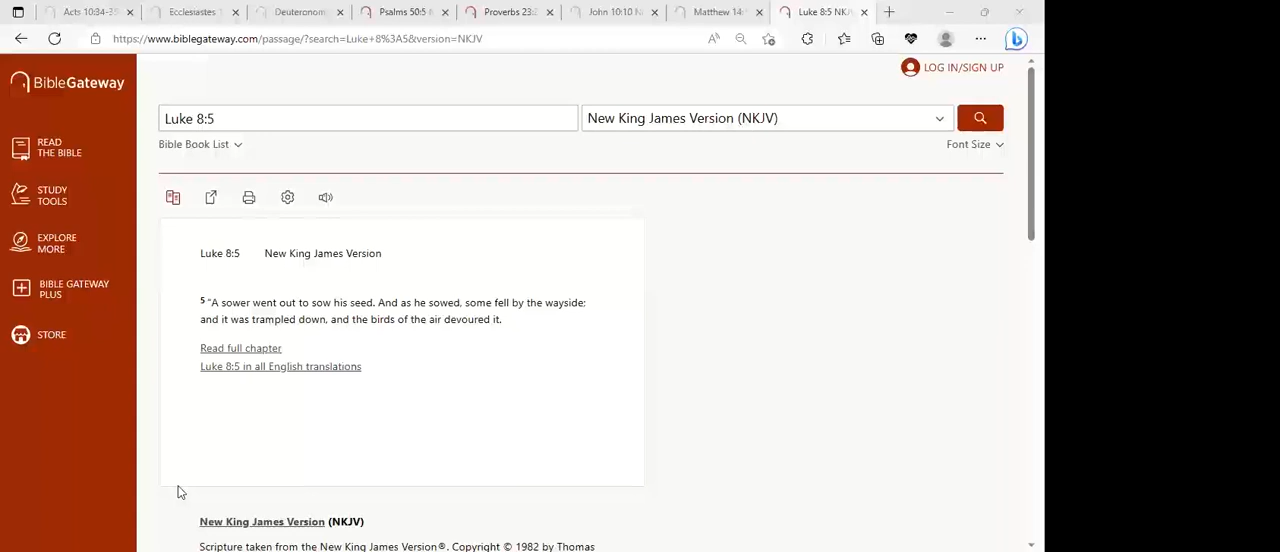 Acts 10:34-35
Ecclesiastes 1
Deuteronom
Psalms 50:5
Proverbs 23:
John 10:10 N
Matthew 14:
Luke 8:5 NKJV
https://www.biblegateway.com/passage/?search=Luke+8%3A5&version=NKJV
BibleGateway
LOG IN/SIGN UP
Luke 8:5
New King James Version (NKJV)
Bible Book List
Font Size
READ
THE BIBLE
STUDY
TOOLS
EXPLORE
MORE
BIBLE GATEWAY
PLUS
STORE
Luke 8:5 New King James Version
5 "A sower went out to sow his seed. And as he sowed, some fell by the wayside;
and it was trampled down, and the birds of the air devoured it.
Read full chapter
Luke 8:5 in all English translations
New King James Version (NKJV)
Scripture taken from the New King James Version®. Copyright © 1982 by Thomas